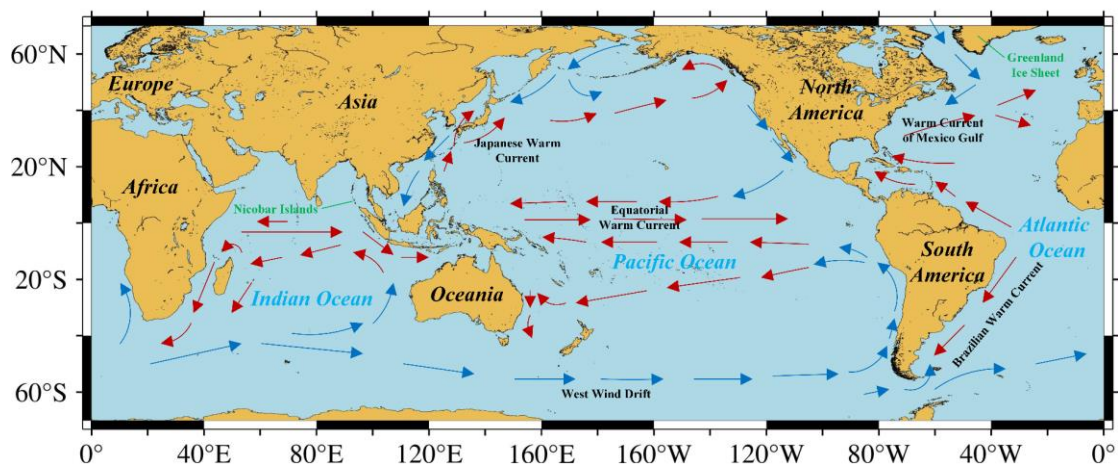 60°N
20°N
20°S
60°S
Europe
Asia
Africa
North
America
Greenland
Ice Sheet
Warm Current
of Mexico Gulf
Japanese Warm
Current
Nicobar Islands
Equatorial
Warm Current
Pacific Ocean
Atlantic
Ocean
South
America
Indian Ocean
Oceania
Brazilian Warm Current
West Wind Drift
0°
40°E
80°E
120°E
160°E
160°W
120°W
80°W
40°W
0°